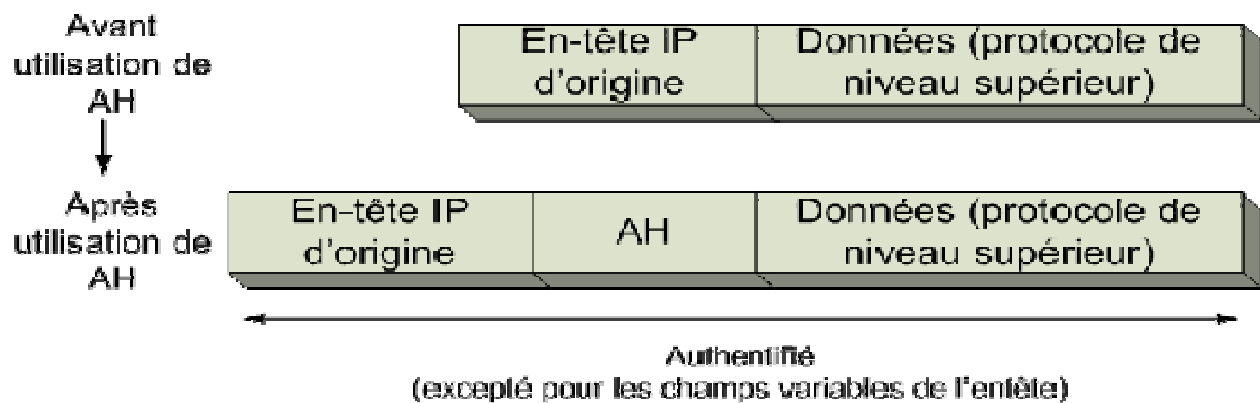 Avant
utilisation de
AH
En-tête IP
d'origine
Données (protocole de
niveau supérieur)
Après
utilisation de
AH
En-tête IP
d'origine
AH
Données (protocole de
niveau supérieur)
Authentifié
(excepté pour les champs variables de l'entête)